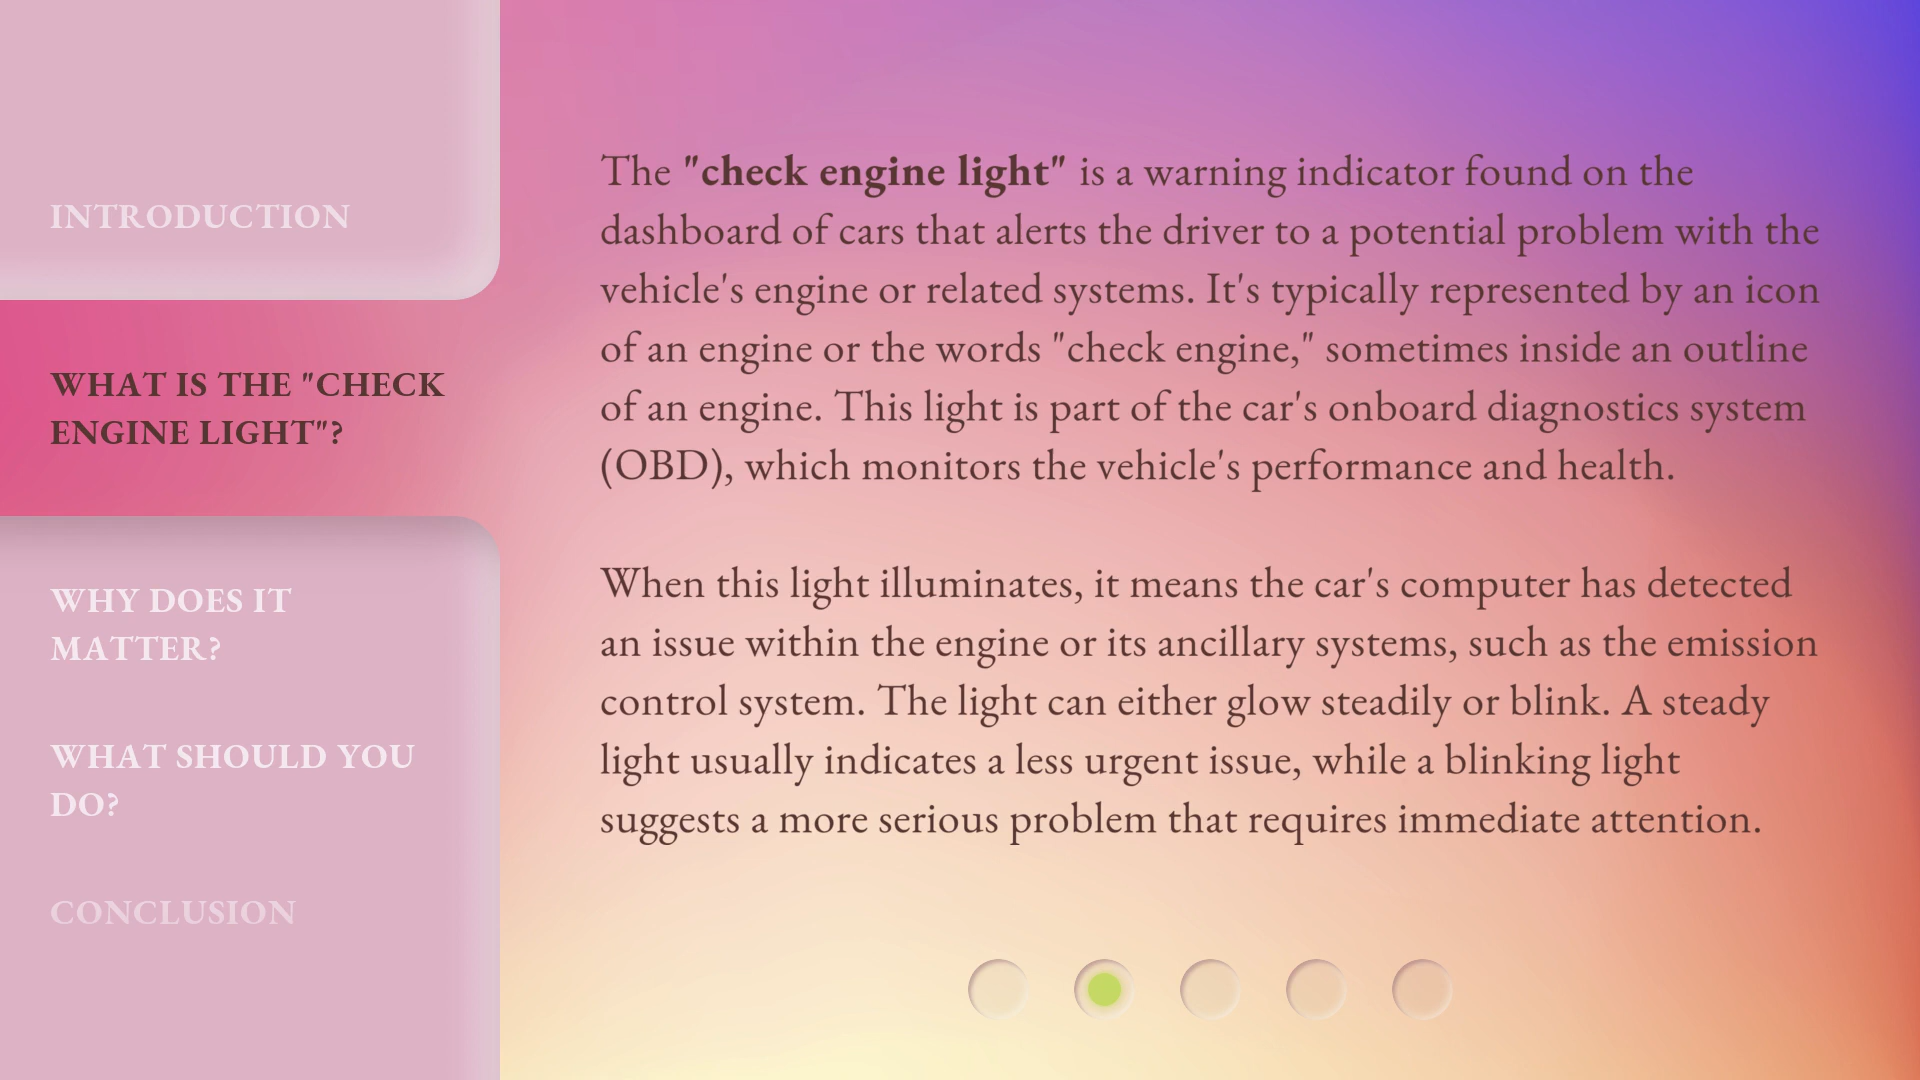 INTRODUCTION
WHAT IS THE "CHECK
ENGINE LIGHT"?
WHY DOES IT
MATTER?
WHAT SHOULD YOU
DO?
CONCLUSION
The "check engine light" is a warning indicator found on the
dashboard of cars that alerts the driver to a potential problem with the
vehicle's engine or related systems. It's typically represented by an icon
of an engine or the words "check engine," sometimes inside an outline
of an engine. This light is part of the car's onboard diagnostics system
(OBD), which monitors the vehicle's performance and health.
When this light illuminates, it means the car's computer has detected
an issue within the engine or its ancillary systems, such as the emission
control system. The light can either glow steadily or blink. A steady
light usually indicates a less urgent issue, while a blinking light
suggests a more serious problem that requires immediate attention.